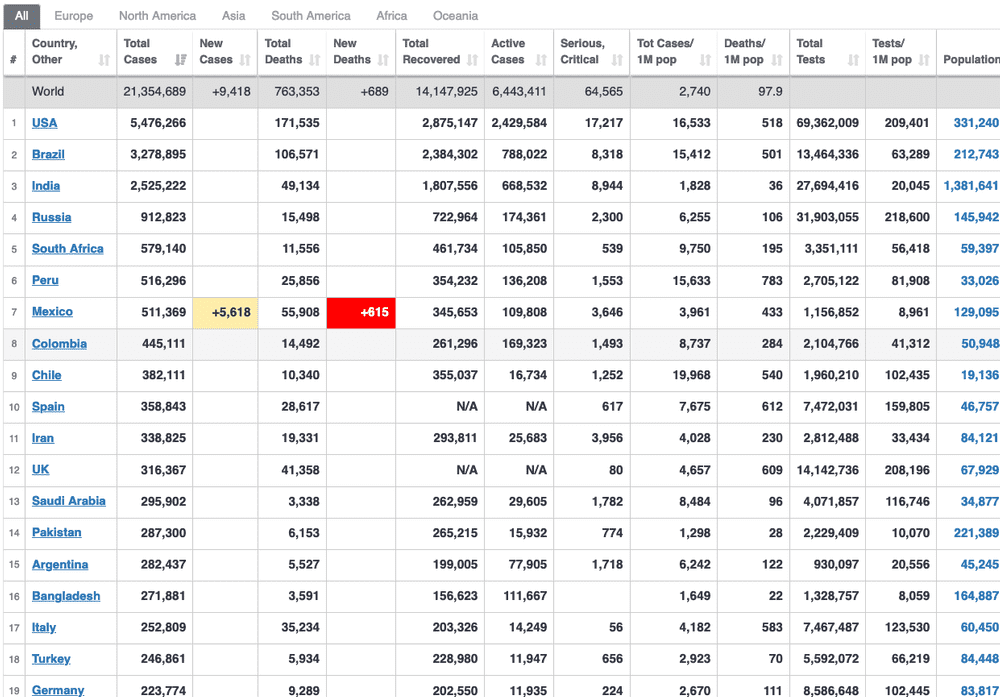 All Europe North America Asia South America Africa Oceania
# Country, Other Total Cases New Cases Total Deaths New Deaths Total Recovered Active Cases Serious, Critical Tot Cases/ 1M pop Deaths/ 1M pop Total Tests Tests/ 1M pop Population
World 21,354,689 +9,418 763,353 +689 14,147,925 6,443,411 64,565 2,740 97.9
1 USA 5,476,266 171,535 2,875,147 2,429,584 17,217 16,533 518 69,362,009 209,401 331,240
2 Brazil 3,278,895 106,571 2,384,302 788,022 8,318 15,412 501 13,464,336 63,289 212,743
3 India 2,525,222 49,134 1,807,556 668,532 8,944 1,828 36 27,694,416 20,045 1,381,641
4 Russia 912,823 15,498 722,964 174,361 2,300 6,255 106 31,903,055 218,600 145,942
5 South Africa 579,140 11,556 461,734 105,850 539 9,750 195 3,351,111 56,418 59,397
6 Peru 516,296 25,856 354,232 136,208 1,553 15,633 783 2,705,122 81,908 33,026
7 Mexico 511,369 +5,618 55,908 +615 345,653 109,808 3,646 3,961 433 1,156,852 8,961 129,095
8 Colombia 445,111 14,492 261,296 169,323 1,493 8,737 284 2,104,766 41,312 50,948
9 Chile 382,111 10,340 355,037 16,734 1,252 19,968 540 1,960,210 102,435 19,136
10 Spain 358,843 28,617 N/A N/A 617 7,675 612 7,472,031 159,805 46,757
11 Iran 338,825 19,331 293,811 25,683 3,956 4,028 230 2,812,488 33,434 84,121
12 UK 316,367 41,358 N/A N/A 80 4,657 609 14,142,736 208,196 67,929
13 Saudi Arabia 295,902 3,338 262,959 29,605 1,782 8,484 96 4,071,857 116,746 34,877
14 Pakistan 287,300 6,153 265,215 15,932 774 1,298 28 2,229,409 10,070 221,389
15 Argentina 282,437 5,527 199,005 77,905 1,718 6,242 122 930,097 20,556 45,245
16 Bangladesh 271,881 3,591 156,623 111,667 1,649 22 1,328,757 8,059 164,887
17 Italy 252,809 35,234 203,326 14,249 56 4,182 583 7,467,487 123,530 60,450
18 Turkey 246,861 5,934 228,980 11,947 656 2,923 70 5,592,072 66,219 84,448
19 Germany 223,774 9,289 202,550 11,935 224 2,670 111 8,586,648 102,445 83,817